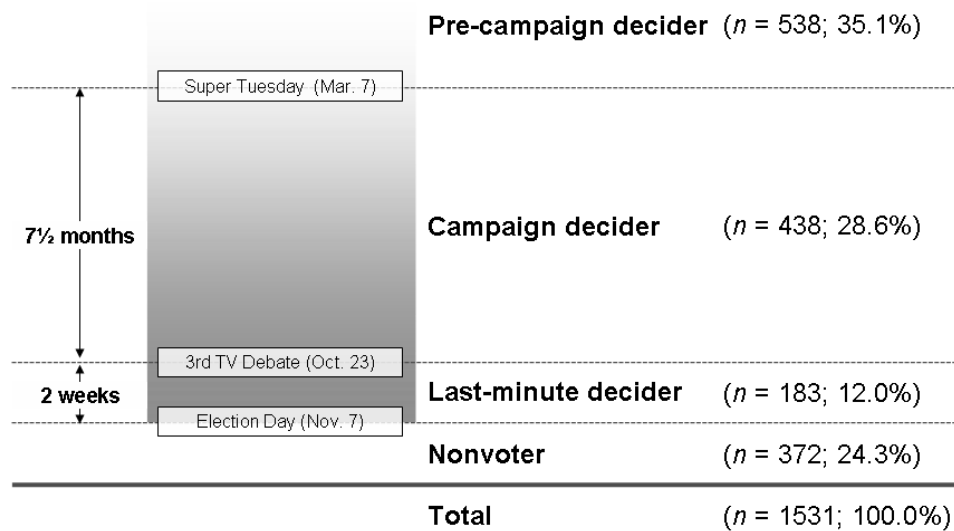 Pre-campaign decider (n = 538; 35.1%)
Super Tuesday (Mar. 7)
7½ months
Campaign decider (n = 438; 28.6%)
3rd TV Debate (Oct. 23)
2 weeks
Last-minute decider (n = 183; 12.0%)
Election Day (Nov. 7)
Nonvoter (n = 372; 24.3%)
Total (n = 1531; 100.0%)